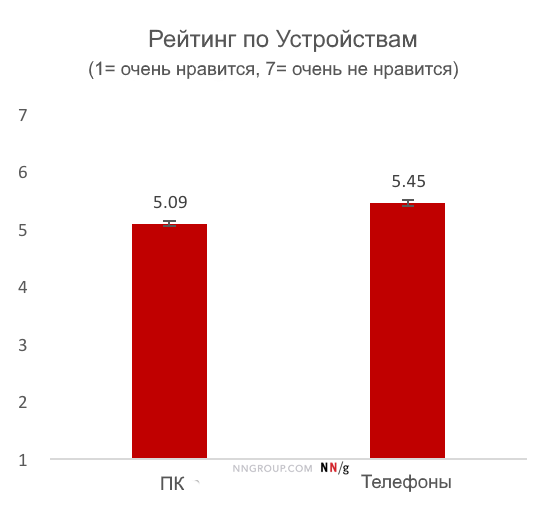 Рейтинг по Устройствам
(1= очень нравится, 7= очень не нравится)
7
6
5
4
3
2
1
5.09
5.45
NNGROUP.COM NN/g
ПК
Телефоны